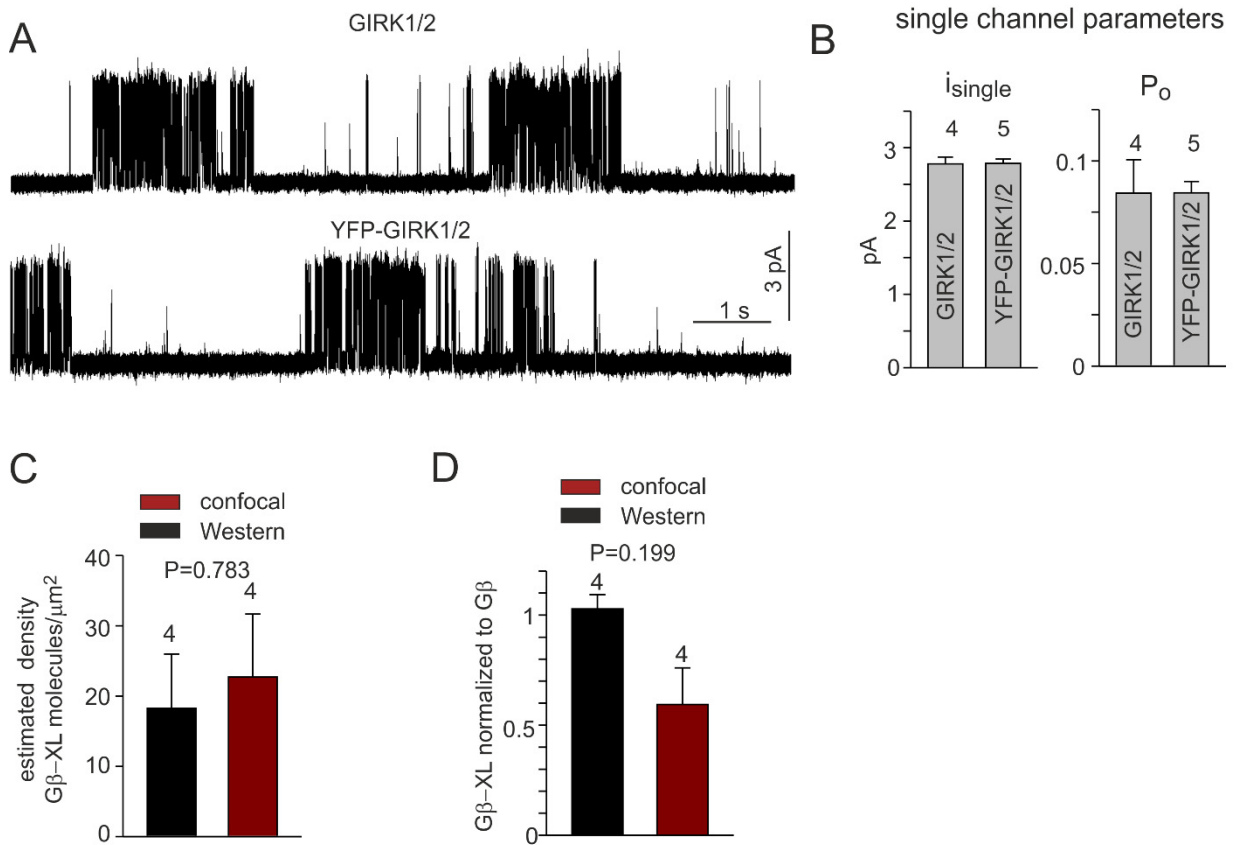 A
GIRK1/2
YFP-GIRK1/2
3 pA
1 s
single channel parameters
B
isingle
Po
4
5
4
5
3
2
1
0
pA
GIRK1/2
YFP-GIRK1/2
0.1
0.05
0
GIRK1/2
YFP-GIRK1/2
C
confocal
Western
P=0.783
4
4
40
30
20
10
0
estimated density
Gβ–XL molecules/μm2
D
confocal
Western
P=0.199
4
4
1
0.5
0
Gβ–XL normalized to Gβ